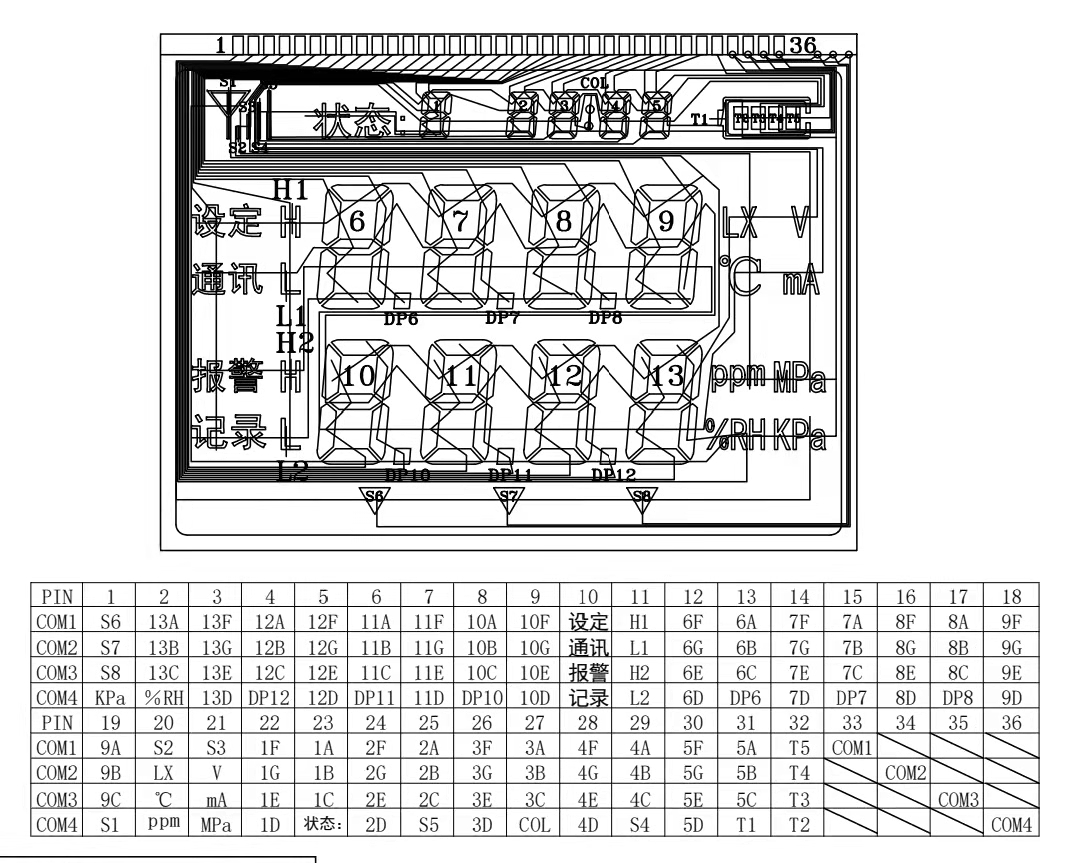 1 36
S1 COL
1 2 3 4 5
状态: T1 T2 T3 T4 T5
S2 S4
H1
设定 H 6 7 8 9 LX V
通讯 L ℃ mA
L1 DP6 DP7 DP8
H2
报警 H 10 11 12 13 ppm MPa
记录 L %RH KPa
L2 DP10 DP11 DP12
S6 S7 S8
PIN 1 2 3 4 5 6 7 8 9 10 11 12 13 14 15 16 17 18
COM1 S6 13A 13F 12A 12F 11A 11F 10A 10F 设定 H1 6F 6A 7F 7A 8F 8A 9F
COM2 S7 13B 13G 12B 12G 11B 11G 10B 10G 通讯 L1 6G 6B 7G 7B 8G 8B 9G
COM3 S8 13C 13E 12C 12E 11C 11E 10C 10E 报警 H2 6E 6C 7E 7C 8E 8C 9E
COM4 KPa %RH 13D DP12 12D DP11 11D DP10 10D 记录 L2 6D DP6 7D DP7 8D DP8 9D
PIN 19 20 21 22 23 24 25 26 27 28 29 30 31 32 33 34 35 36
COM1 9A S2 S3 1F 1A 2F 2A 3F 3A 4F 4A 5F 5A T5 COM1
COM2 9B LX V 1G 1B 2G 2B 3G 3B 4G 4B 5G 5B T4 COM2
COM3 9C ℃ mA 1E 1C 2E 2C 3E 3C 4E 4C 5E 5C T3 COM3
COM4 S1 ppm MPa 1D 状态: 2D S5 3D COL 4D S4 5D T1 T2 COM4